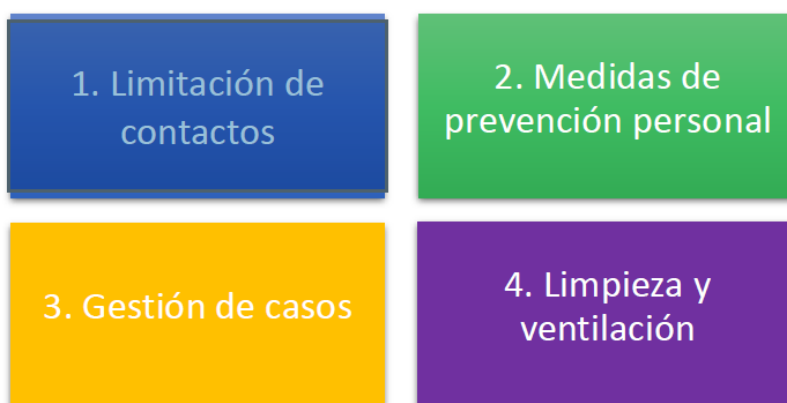 1. Limitación de
contactos
2. Medidas de
prevención personal
3. Gestión de casos
4. Limpieza y
ventilación